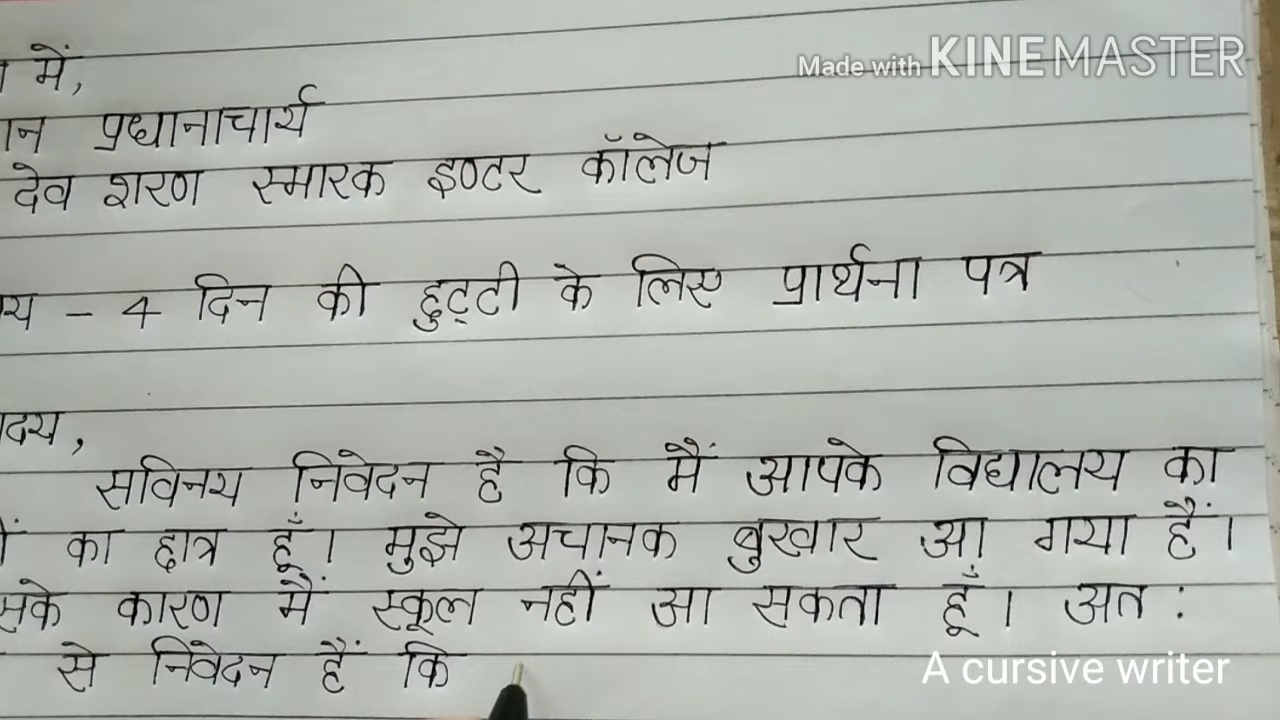 Made with KINEMASTER
में,
प्रधानाचार्य
देव शरण स्मारक इण्टर कॉलेज
– 4 दिन की छुट्टी के लिए प्रार्थना पत्र
सविनय निवेदन है कि मैं आपके विद्यालय का
का छात्र हूँ। मुझे अचानक बुखार आ गया हैं।
कारण मैं स्कूल नहीं आ सकता हूँ। अत :
से निवेदन हैं कि
A cursive writer